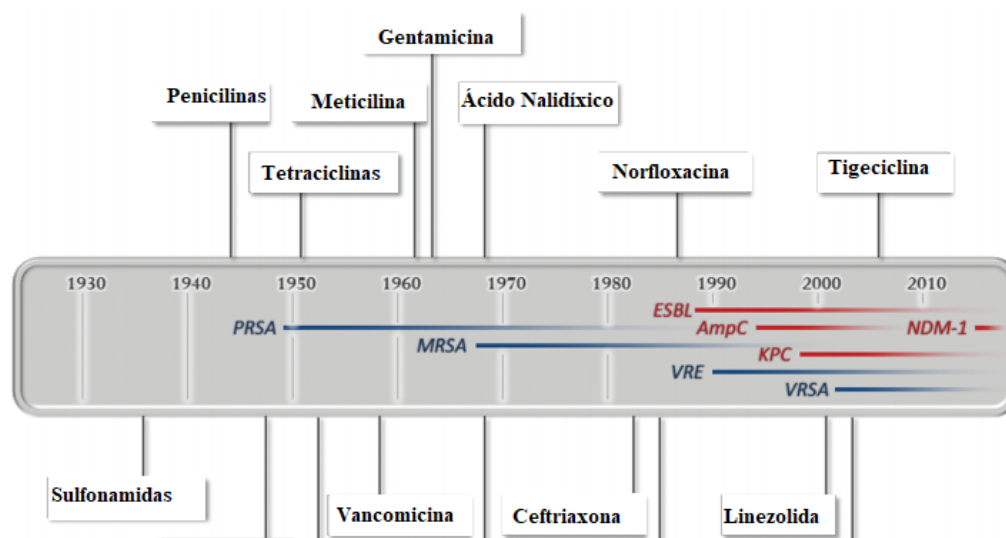 Gentamicina
Penicilinas
Meticilina
Ácido Nalidíxico
Tetraciclinas
Norfloxacina
Tigeciclina
1930 1940 1950 1960 1970 1980 1990 2000 2010
ESBL
PRSA AmpC NDM-1
MRSA
KPC
VRE
VRSA
Sulfonamidas
Vancomicina
Ceftriaxona
Linezolida